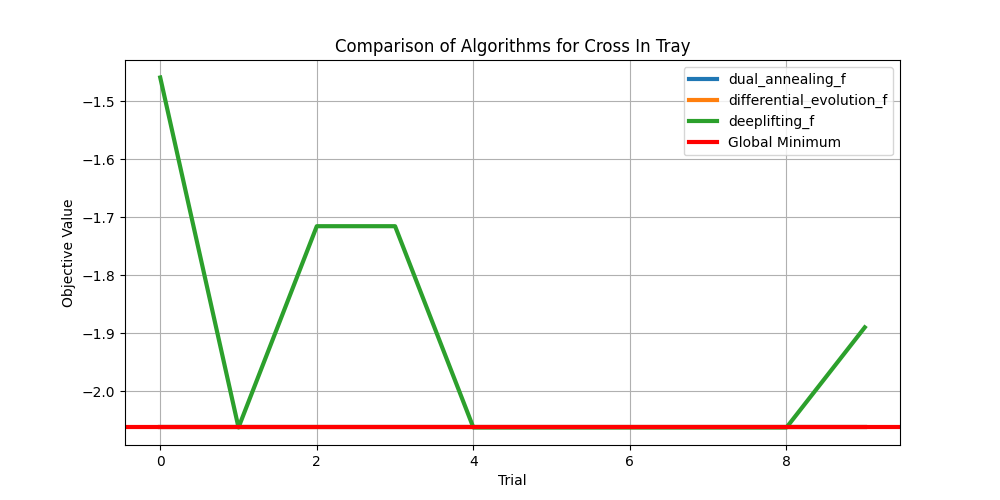 Comparison of Algorithms for Cross In Tray
dual_annealing_f
differential_evolution_f
deeplifting_f
Global Minimum
Objective Value
−1.5
−1.6
−1.7
−1.8
−1.9
−2.0
0 2 4 6 8
Trial